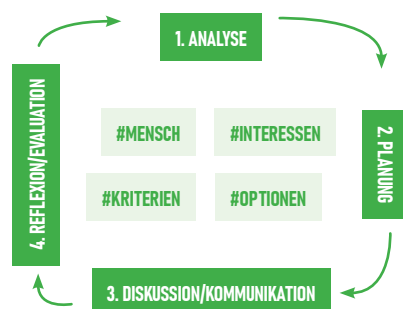 1. ANALYSE
2. PLANUNG
3. DISKUSSION/KOMMUNIKATION
4. REFLEXION/EVALUATION
#MENSCH
#INTERESSEN
#KRITERIEN
#OPTIONEN